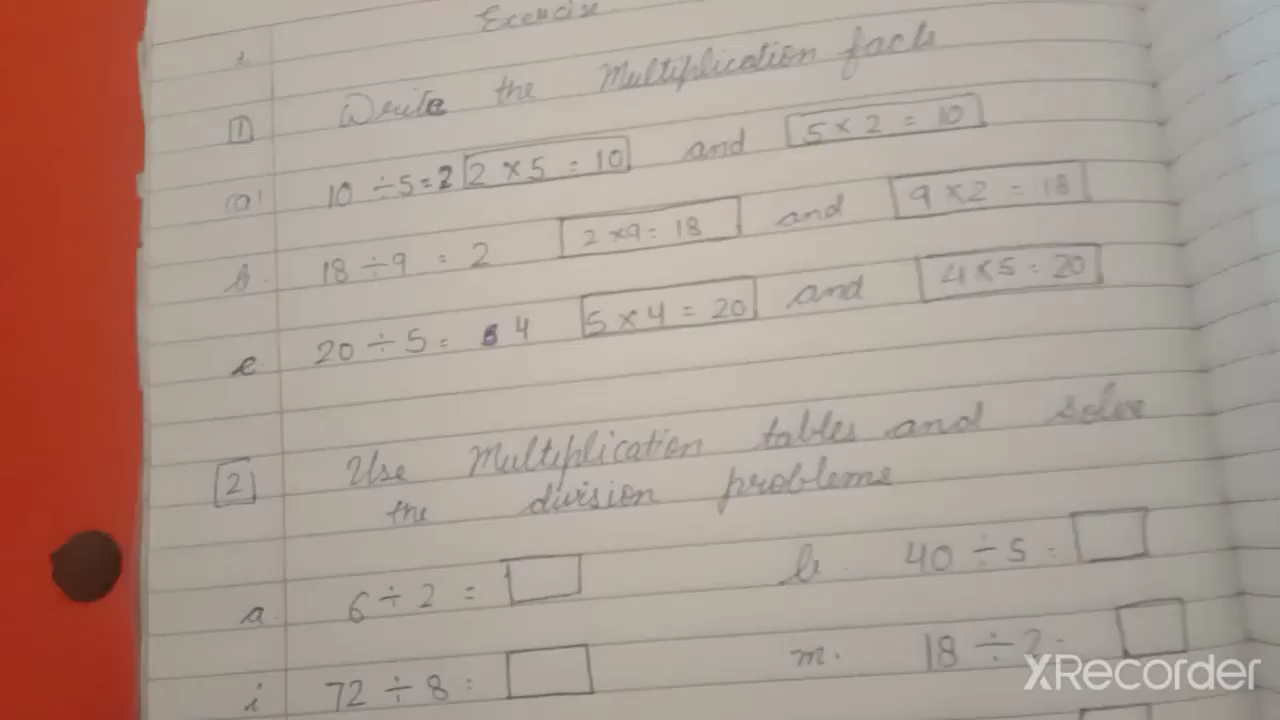 Exercise
1 Write the Multiplication facts
(a) 10 ÷ 5 = 2 2 × 5 = 10 and 5 × 2 = 10
b. 18 ÷ 9 = 2 2 × 9 = 18 and 9 × 2 = 18
e 20 ÷ 5 = 4 5 × 4 = 20 and 4 × 5 = 20
2 Use Multiplication tables and solve
the division problems
a. 6 ÷ 2 = b. 40 ÷ 5 =
i 72 ÷ 8 = m. 18 ÷ 2 =
XRecorder